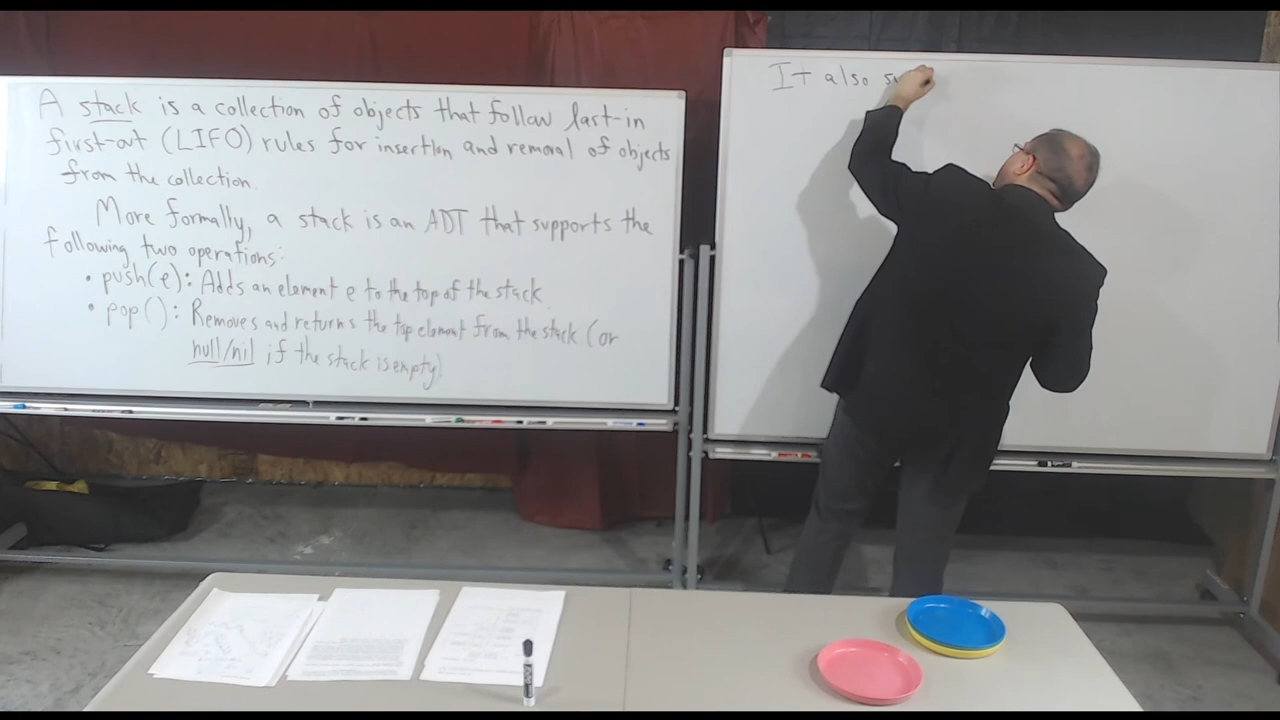 A stack is a collection of objects that follow last-in
first-out (LIFO) rules for insertion and removal of objects
from the collection.
More formally, a stack is an ADT that supports the
following two operations:
• push(e): Adds an element e to the top of the stack.
• pop(): Removes and returns the top element from the stack (or
null/nil if the stack is empty)
It also su